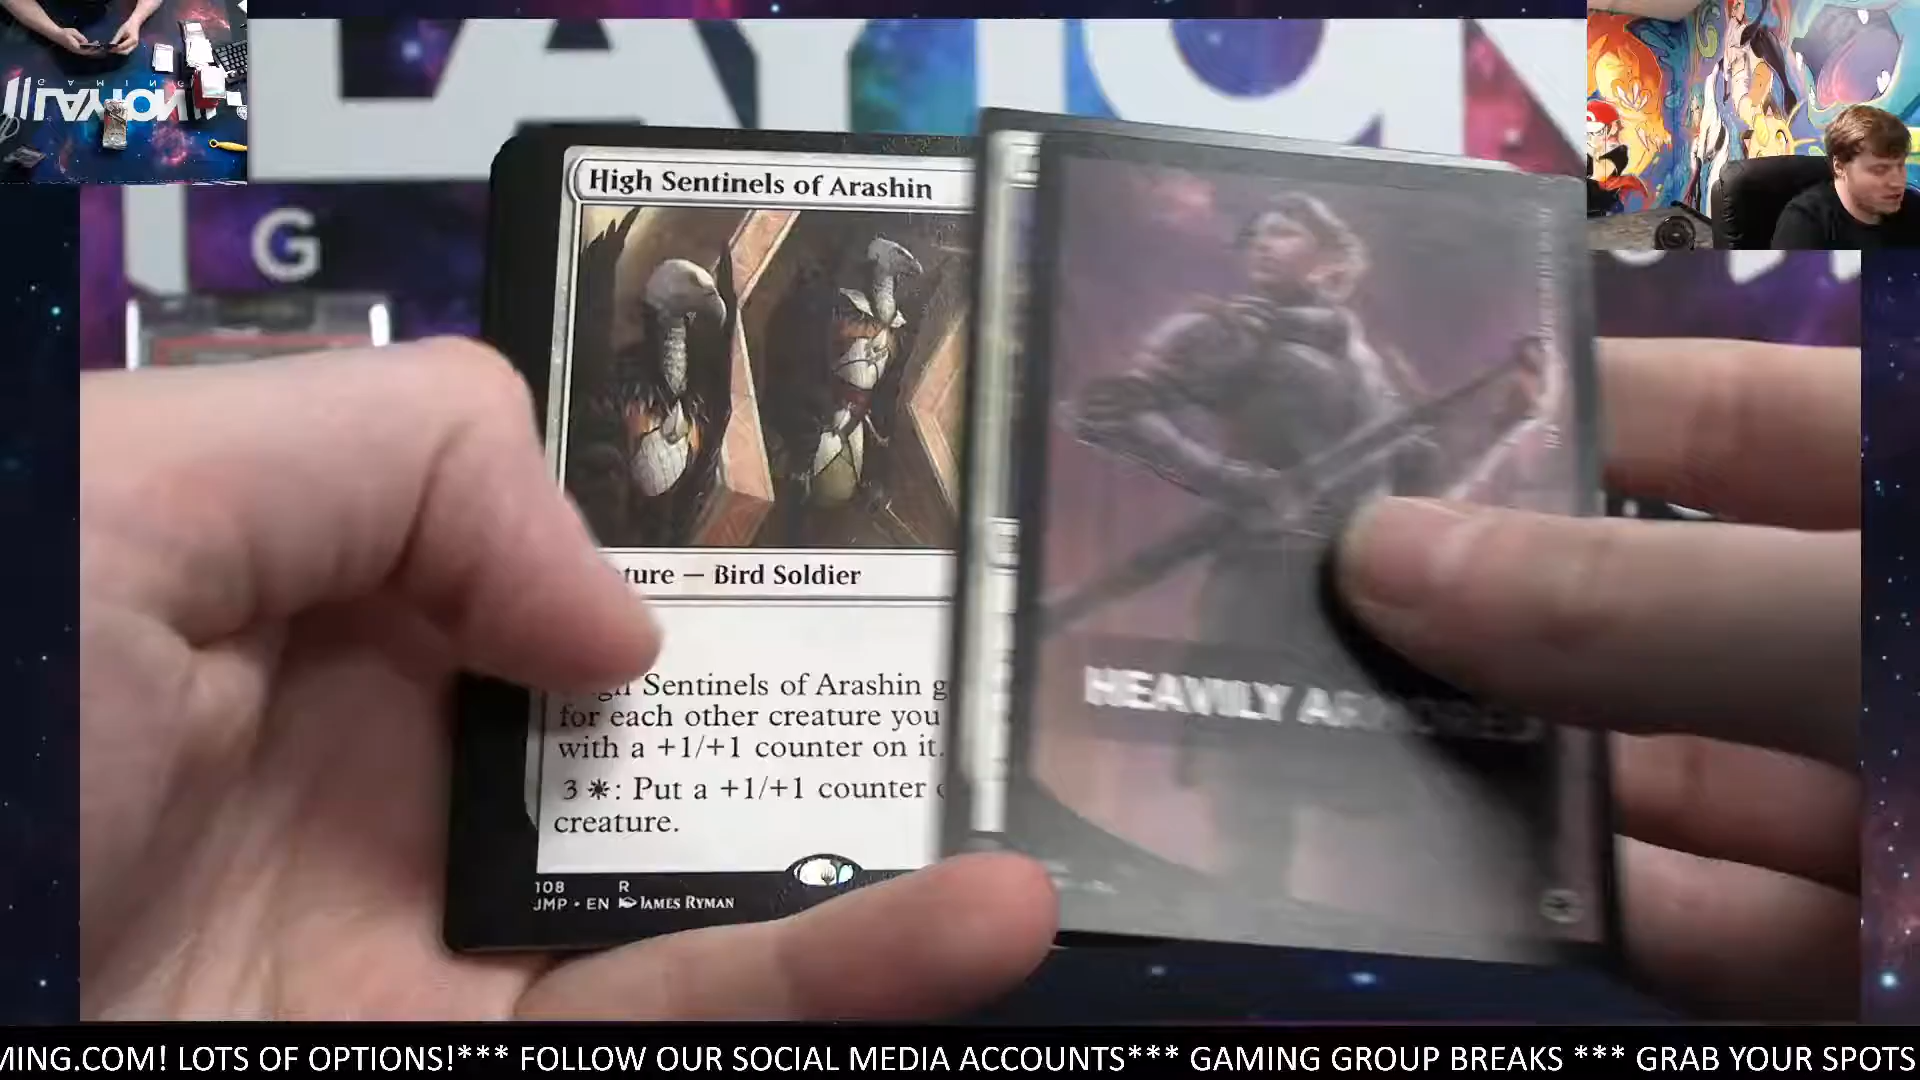 LAYTON
G
High Sentinels of Arashin
ture — Bird Soldier
Sentinels of Arashin g
for each other creature you
with a +1/+1 counter on it.
3 : Put a +1/+1 counter
creature.
108 R
JMP • EN JAMES RYMAN
HEAVILY ARMORED
MING.COM! LOTS OF OPTIONS!*** FOLLOW OUR SOCIAL MEDIA ACCOUNTS*** GAMING GROUP BREAKS *** GRAB YOUR SPOTS